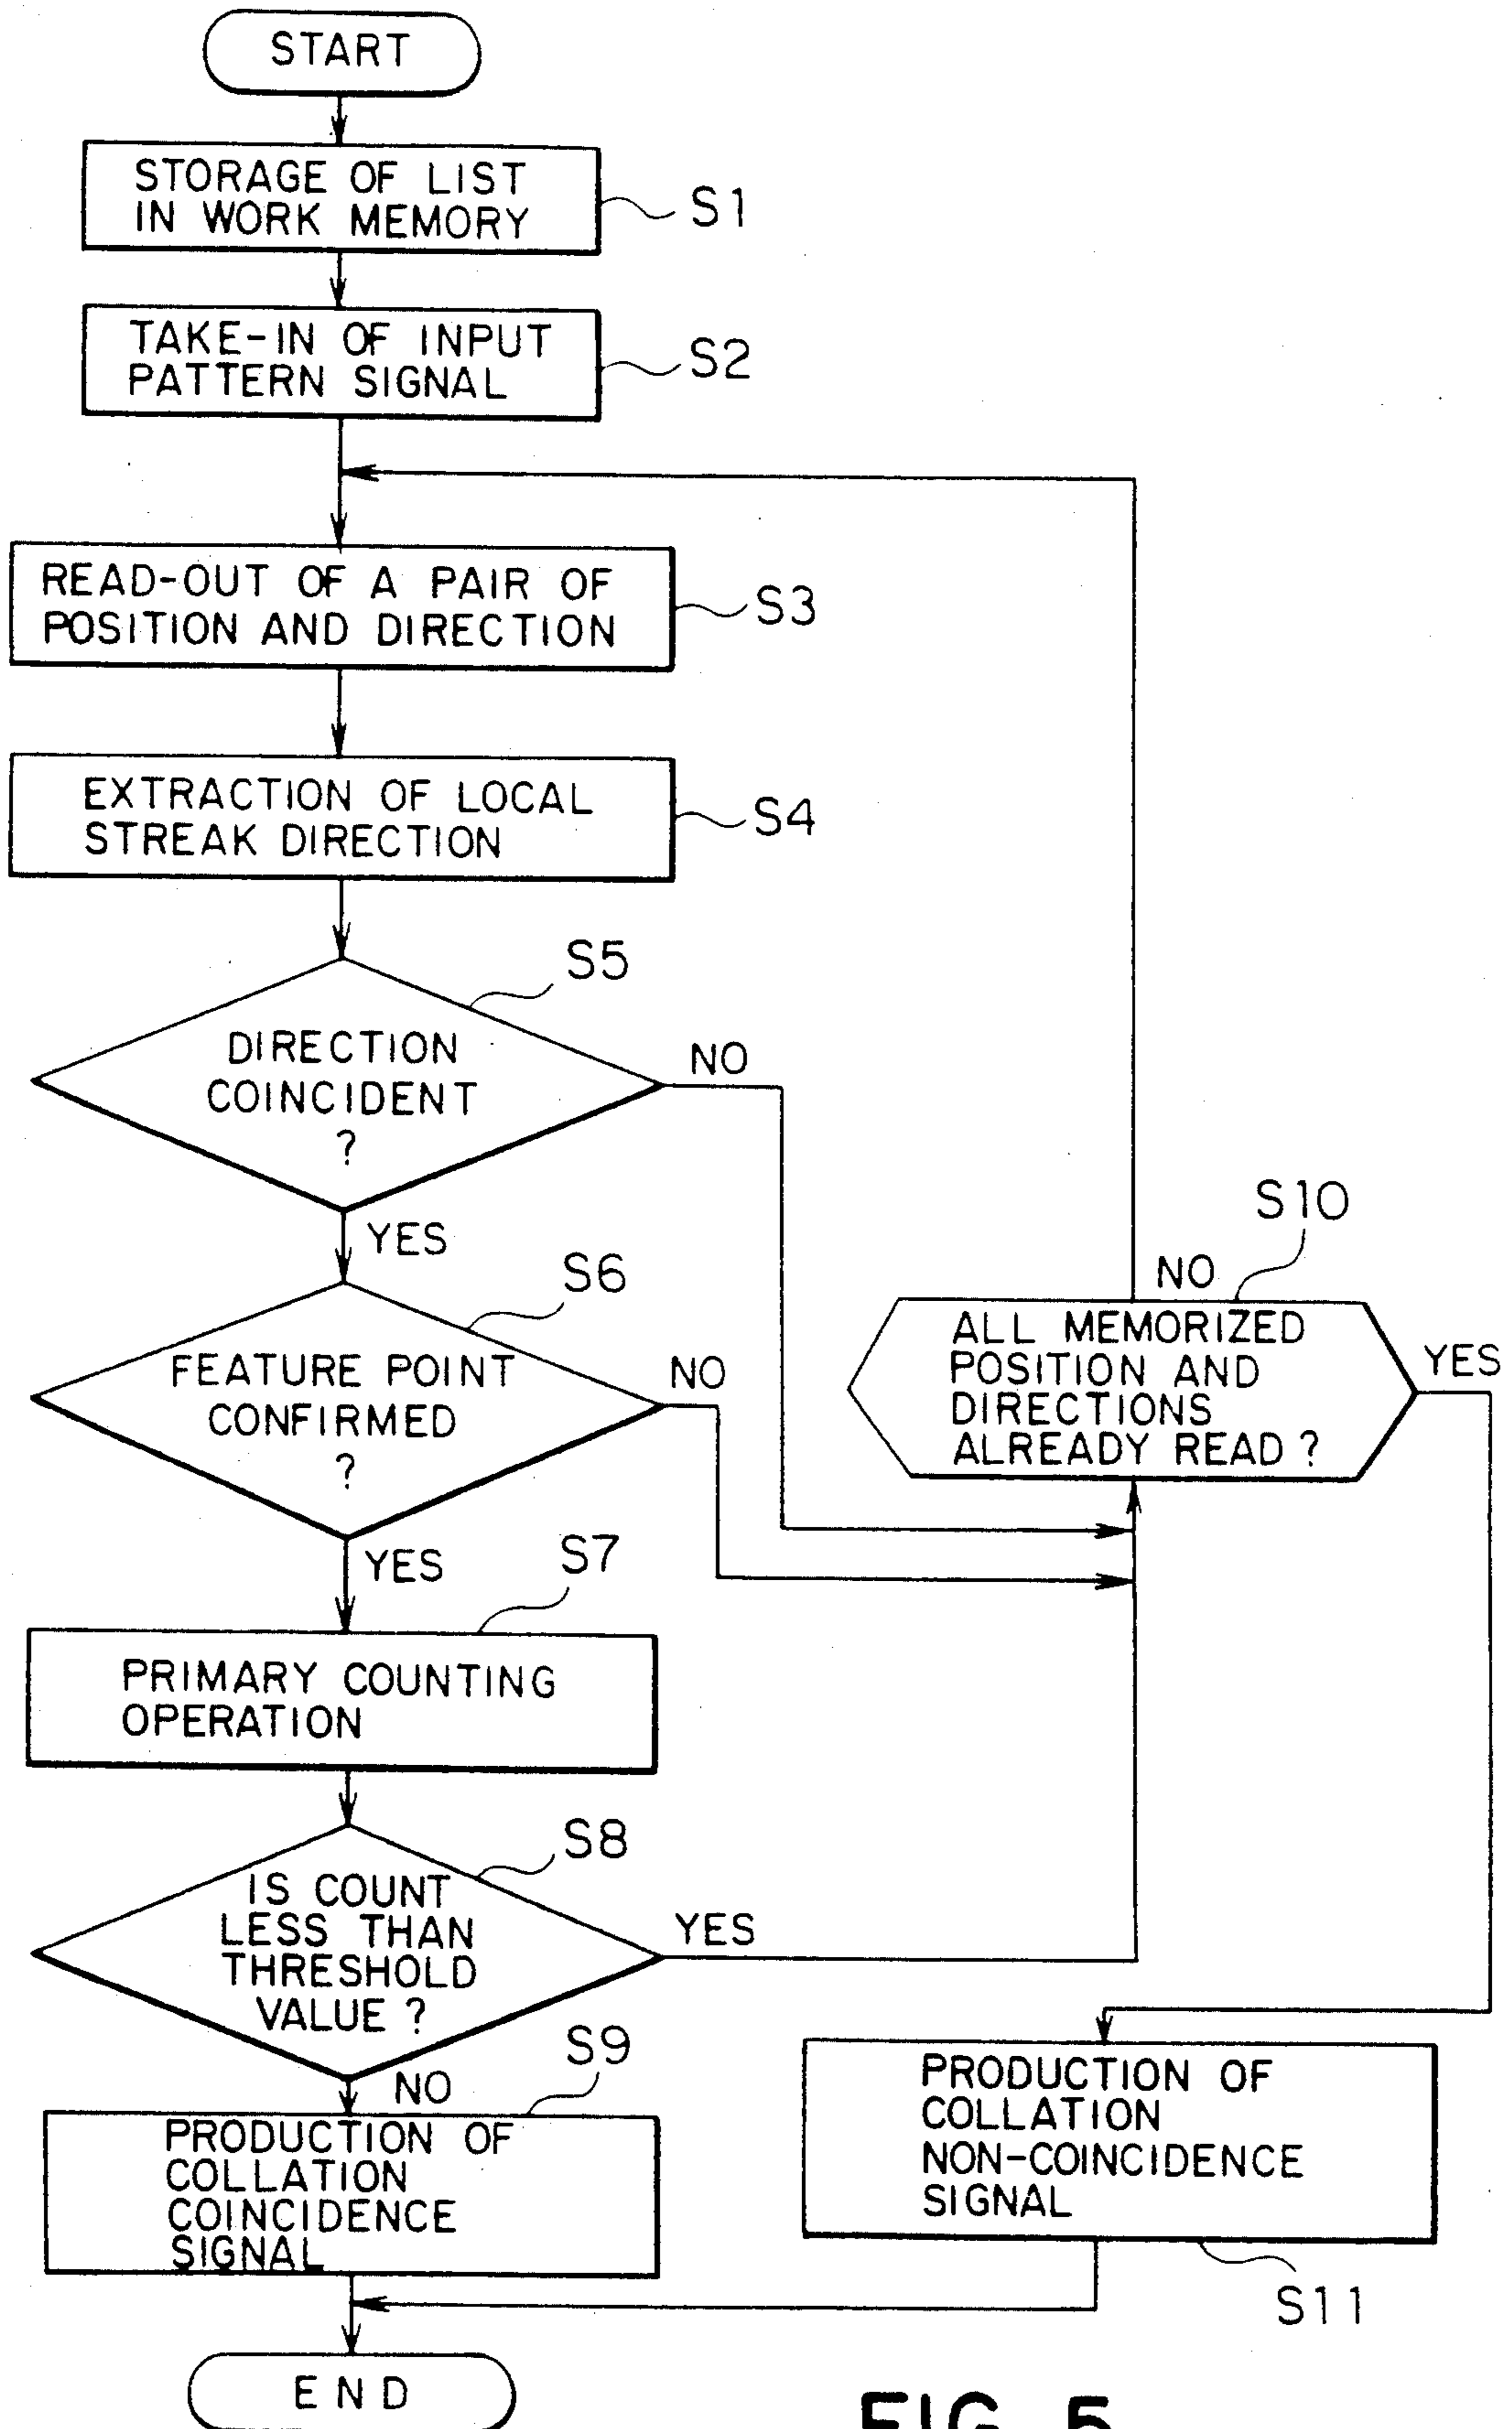 START
STORAGE OF LIST
IN WORK MEMORY
S1
TAKE-IN OF INPUT
PATTERN SIGNAL
S2
READ-OUT OF A PAIR OF
POSITION AND DIRECTION
S3
EXTRACTION OF LOCAL
STREAK DIRECTION
S4
S5
DIRECTION
COINCIDENT
?
NO
YES
S6
FEATURE POINT
CONFIRMED
?
NO
YES
S10
NO
ALL MEMORIZED
POSITION AND
DIRECTIONS
ALREADY READ ?
YES
S7
PRIMARY COUNTING
OPERATION
S8
IS COUNT
LESS THAN
THRESHOLD
VALUE ?
YES
NO
S9
PRODUCTION OF
COLLATION
COINCIDENCE
SIGNAL
PRODUCTION OF
COLLATION
NON-COINCIDENCE
SIGNAL
S11
END
FIG. 5